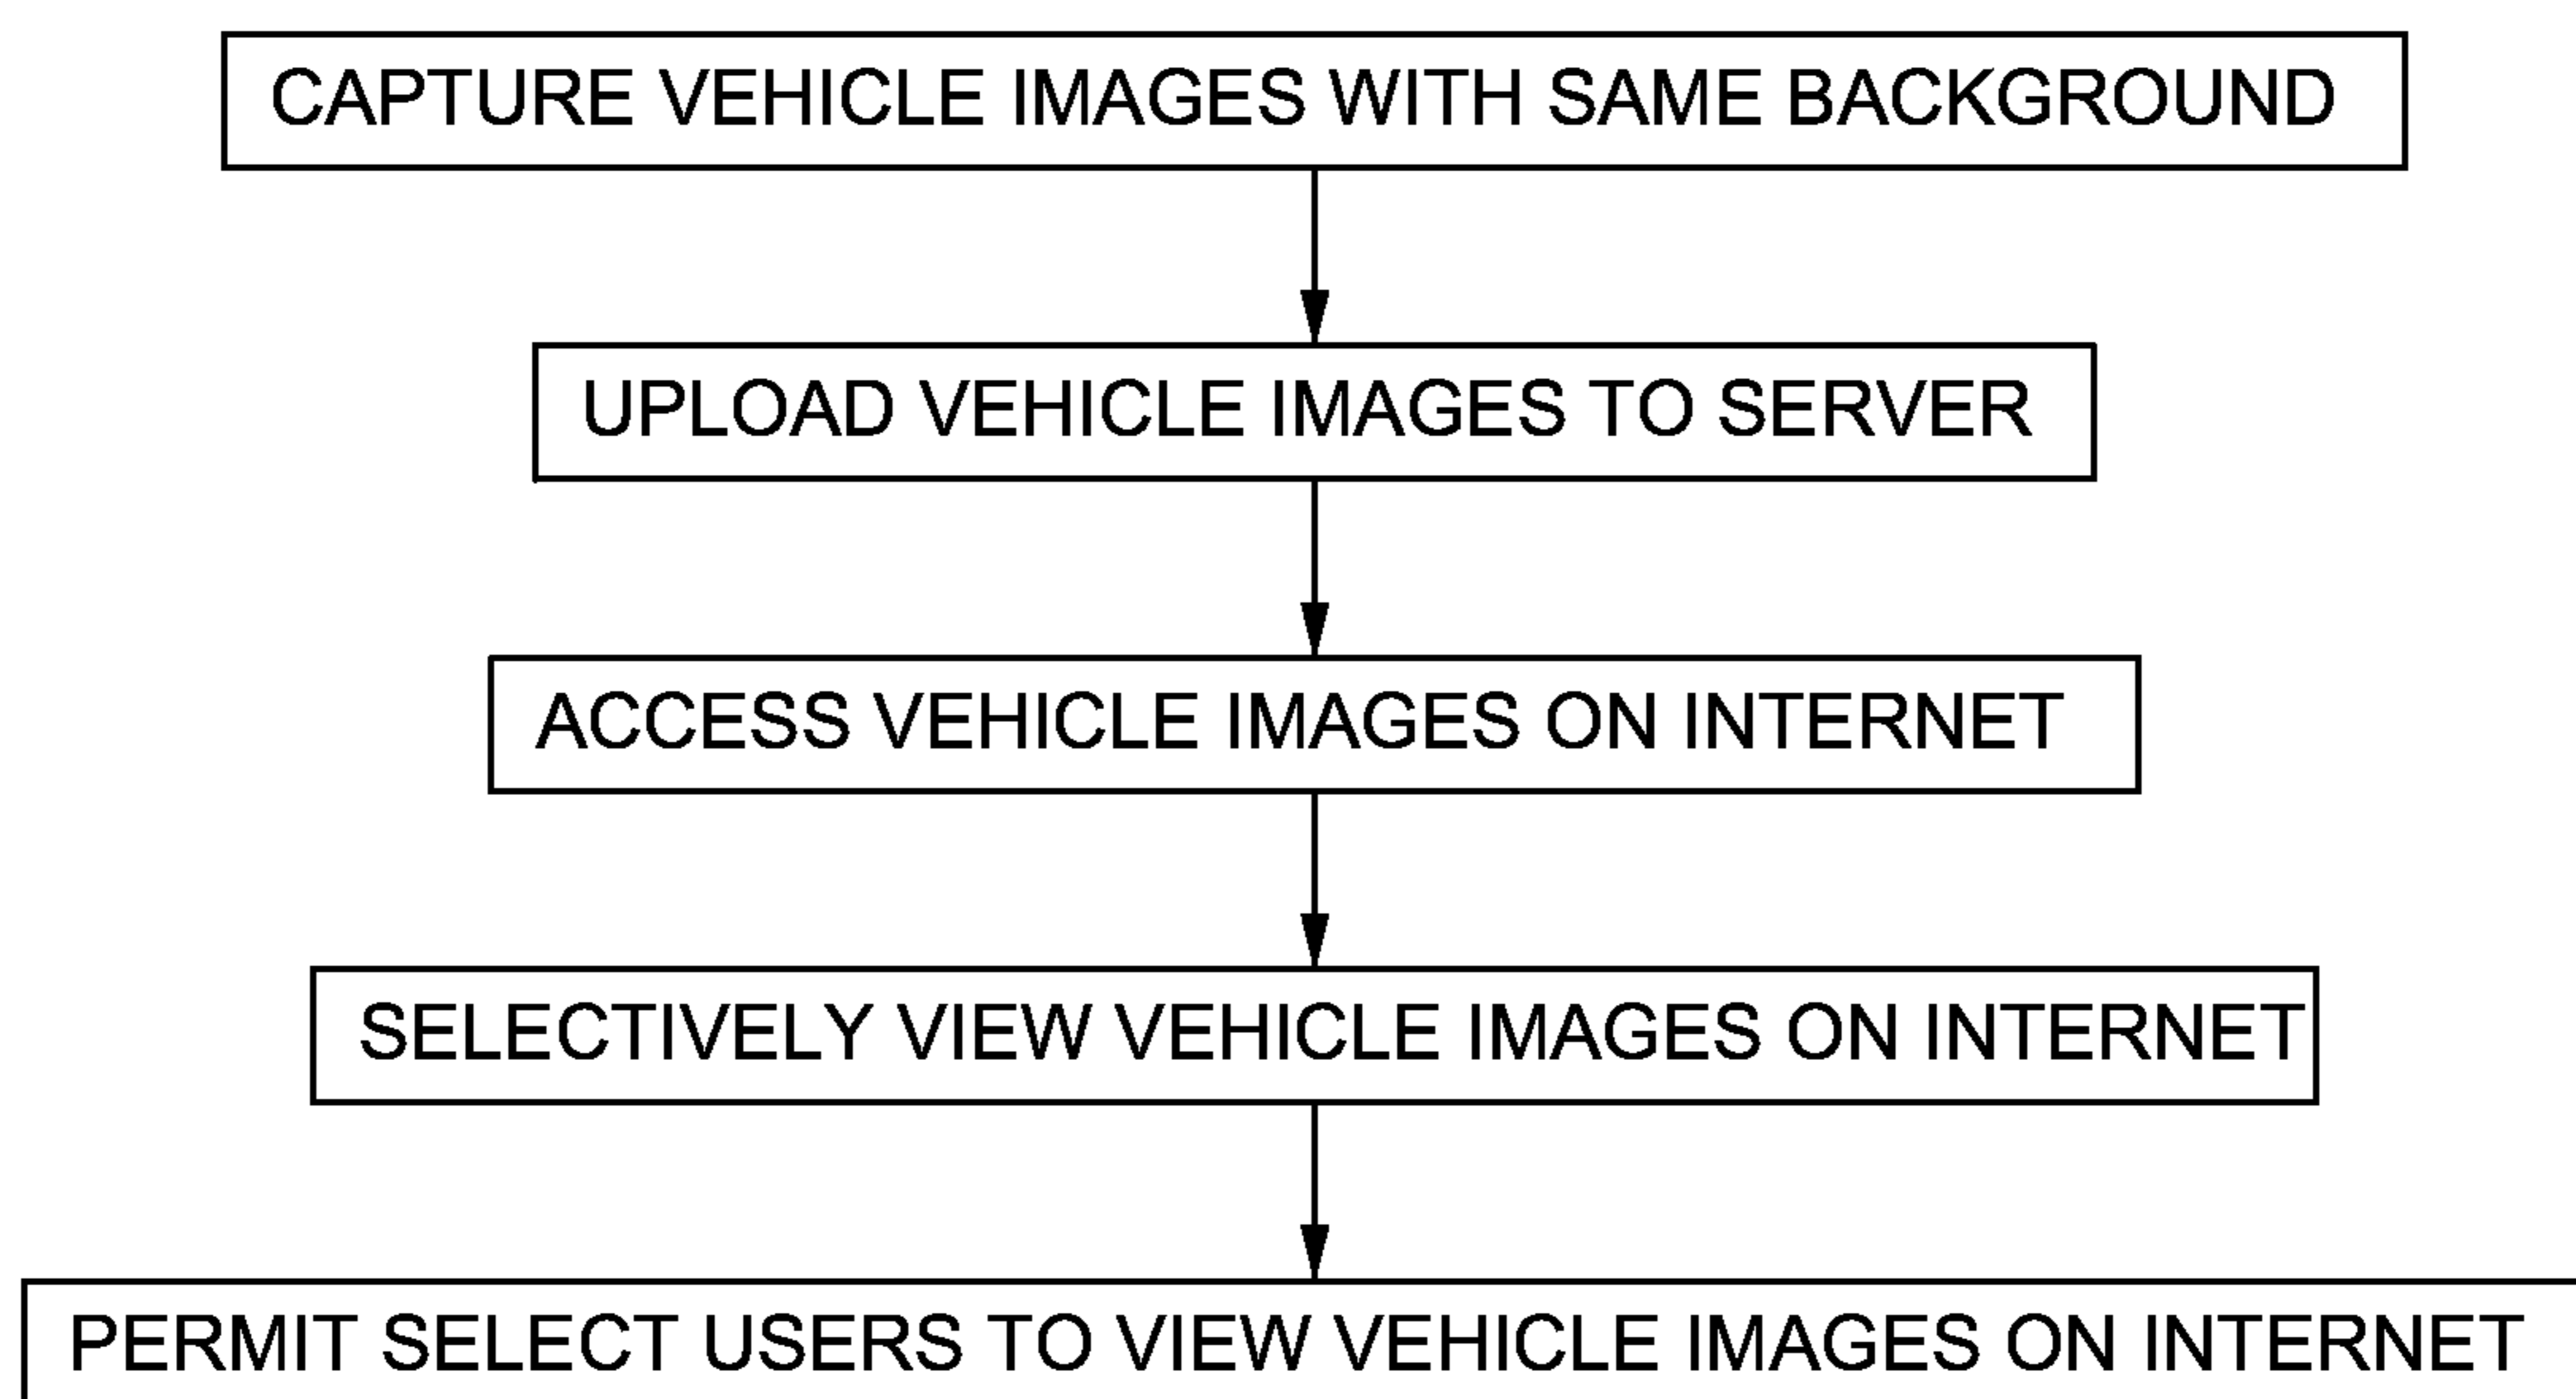 CAPTURE VEHICLE IMAGES WITH SAME BACKGROUND
UPLOAD VEHICLE IMAGES TO SERVER
ACCESS VEHICLE IMAGES ON INTERNET
SELECTIVELY VIEW VEHICLE IMAGES ON INTERNET
PERMIT SELECT USERS TO VIEW VEHICLE IMAGES ON INTERNET